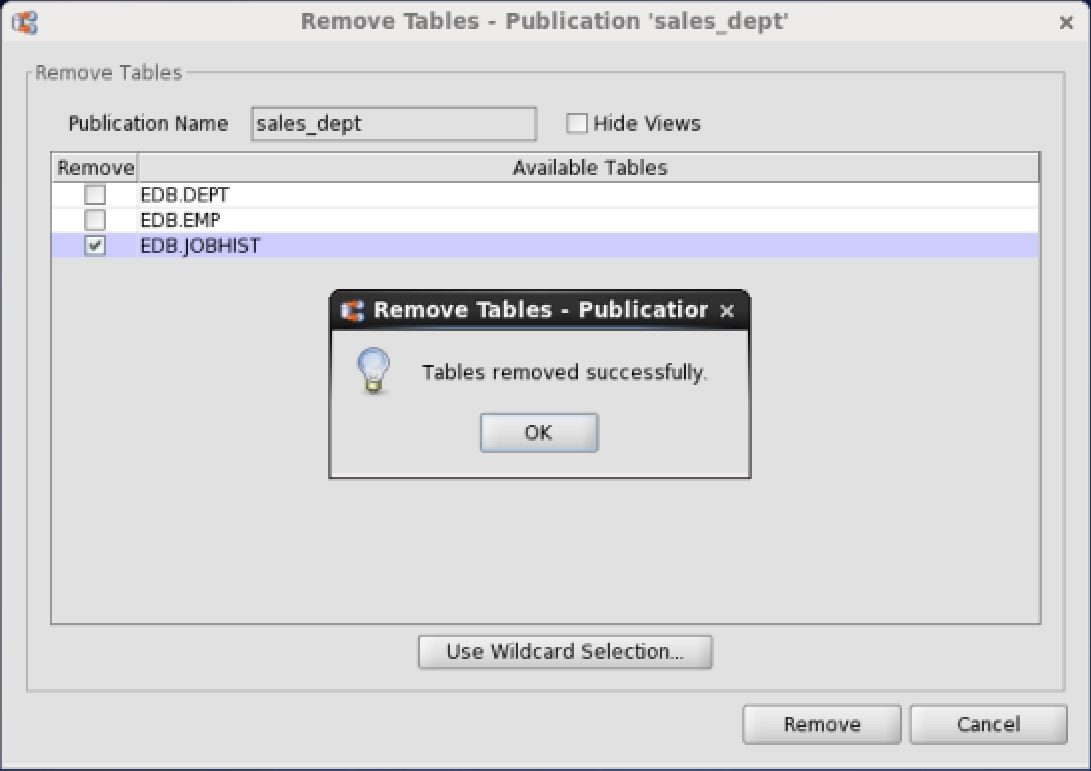 Remove Tables - Publication 'sales_dept'
Remove Tables
Publication Name sales_dept Hide Views
Remove Available Tables
EDB.DEPT
EDB.EMP
EDB.JOBHIST
Remove Tables - Publication
Tables removed successfully.
OK
Use Wildcard Selection...
Remove Cancel